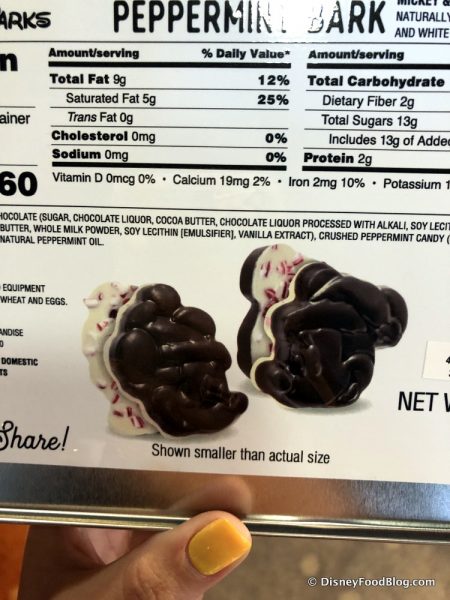 PARKS PEPPERMINT BARK MICKEY &
NATURALLY
AND WHITE
Amount/serving % Daily Value* Amount/serving
Total Fat 9g 12% Total Carbohydrate
Saturated Fat 5g 25% Dietary Fiber 2g
Trans Fat 0g Total Sugars 13g
Cholesterol 0mg 0% Includes 13g of Added
Sodium 0mg 0% Protein 2g
60 Vitamin D 0mcg 0% • Calcium 19mg 2% • Iron 2mg 10% • Potassium 1
HOCOLATE (SUGAR, CHOCOLATE LIQUOR, COCOA BUTTER, CHOCOLATE LIQUOR PROCESSED WITH ALKALI, SOY LECIT
BUTTER, WHOLE MILK POWDER, SOY LECITHIN [EMULSIFIER], VANILLA EXTRACT), CRUSHED PEPPERMINT CANDY (
NATURAL PEPPERMINT OIL.
EQUIPMENT
WHEAT AND EGGS.
ANDISE
DOMESTIC
TS
NET W
Share!
Shown smaller than actual size
© DisneyFoodBlog.com